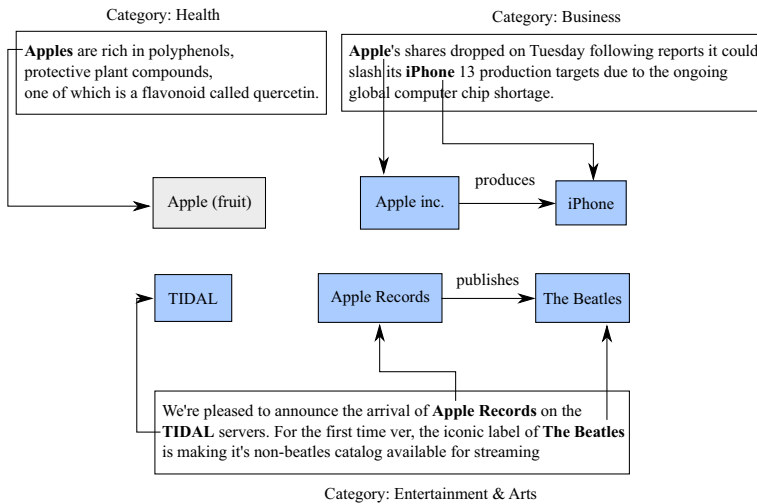 Category: Health
Apples are rich in polyphenols,
protective plant compounds,
one of which is a flavonoid called quercetin.
Category: Business
Apple's shares dropped on Tuesday following reports it could
slash its iPhone 13 production targets due to the ongoing
global computer chip shortage.
Apple (fruit)
Apple inc.
produces
iPhone
TIDAL
Apple Records
publishes
The Beatles
We're pleased to announce the arrival of Apple Records on the
TIDAL servers. For the first time ver, the iconic label of The Beatles
is making it's non-beatles catalog available for streaming
Category: Entertainment & Arts